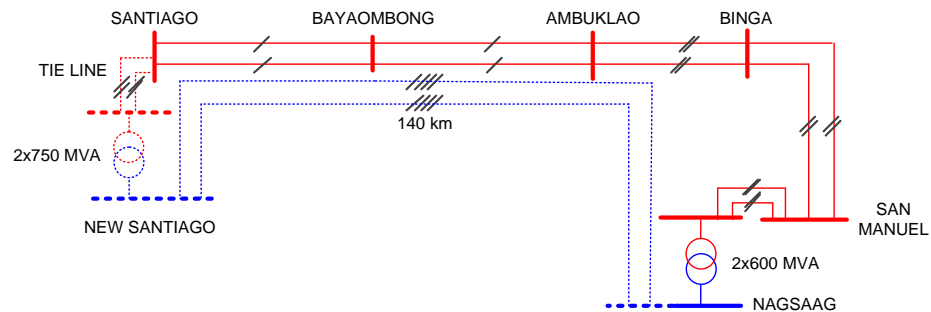 SANTIAGO
BAYAOMBONG
AMBUKLAO
BINGA
TIE LINE
140 km
2x750 MVA
NEW SANTIAGO
SAN
MANUEL
2x600 MVA
NAGSAAG